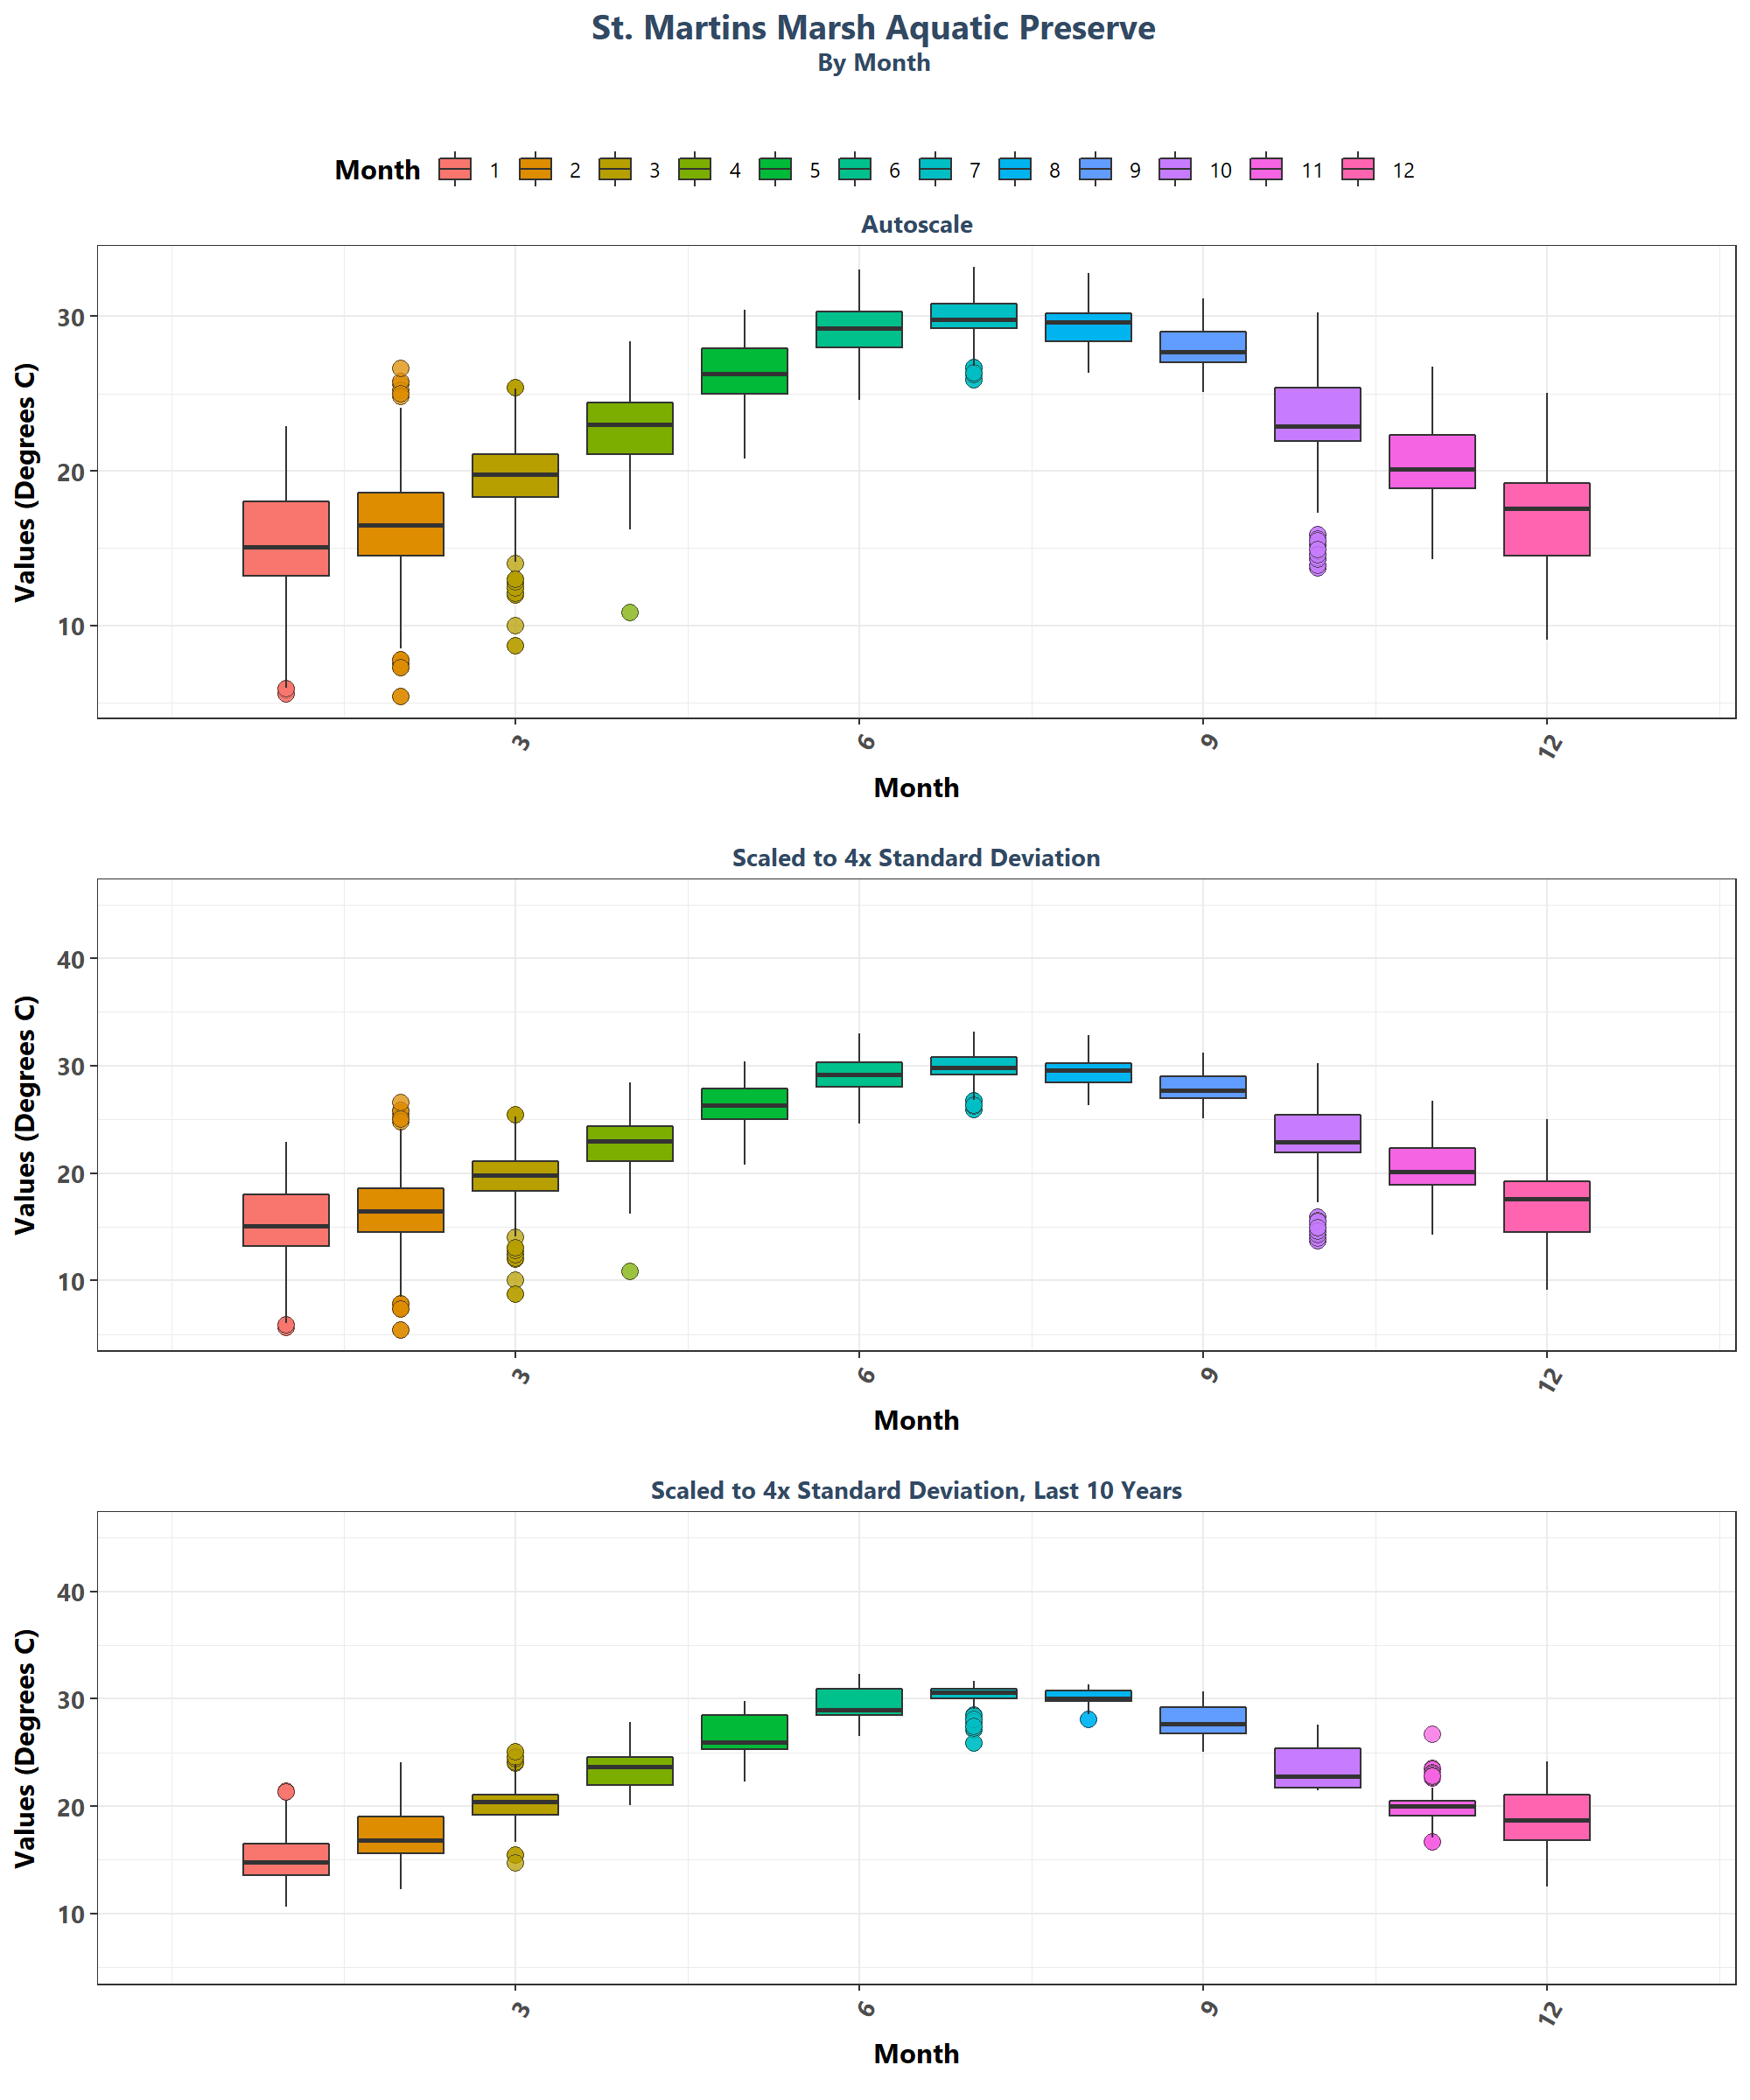 St. Martins Marsh Aquatic Preserve
By Month
Month 1 2 3 4 5 6 7 8 9 10 11 12
Autoscale
Values (Degrees C)
30
20
10
3 6 9 12
Month
Scaled to 4x Standard Deviation
Values (Degrees C)
40
30
20
10
3 6 9 12
Month
Scaled to 4x Standard Deviation, Last 10 Years
Values (Degrees C)
40
30
20
10
3 6 9 12
Month